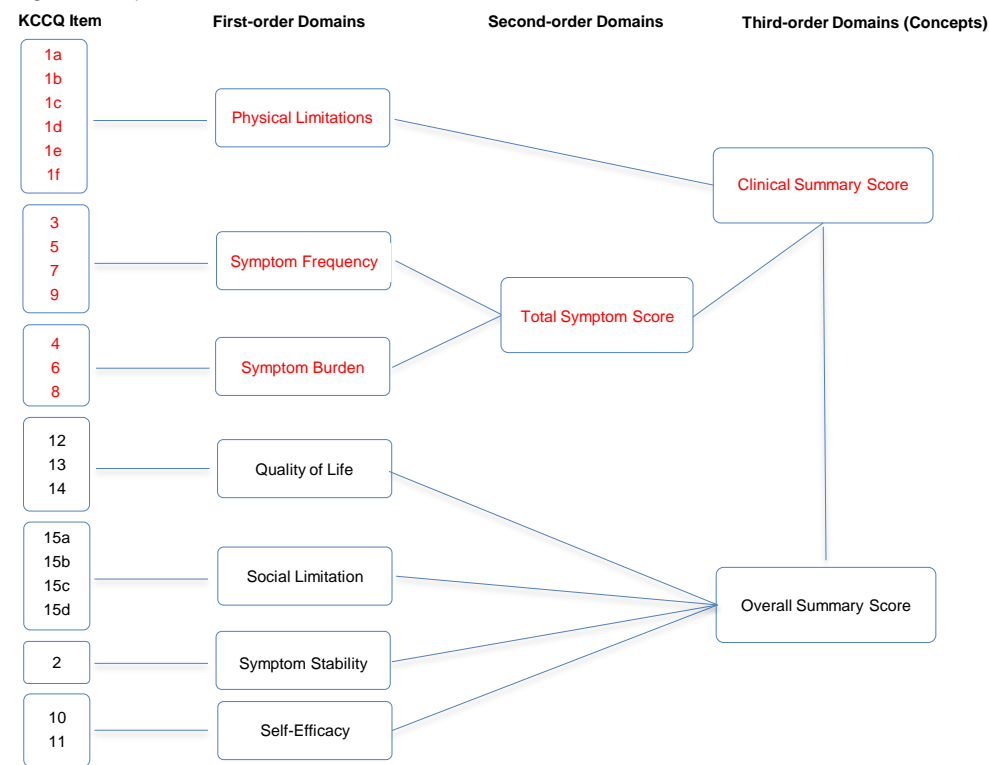 KCCQ Item
First-order Domains
Second-order Domains
Third-order Domains (Concepts)
1a
1b
1c
1d
1e
1f
Physical Limitations
Clinical Summary Score
3
5
7
9
Symptom Frequency
Total Symptom Score
4
6
8
Symptom Burden
12
13
14
Quality of Life
15a
15b
15c
15d
Social Limitation
Overall Summary Score
2
Symptom Stability
10
11
Self-Efficacy